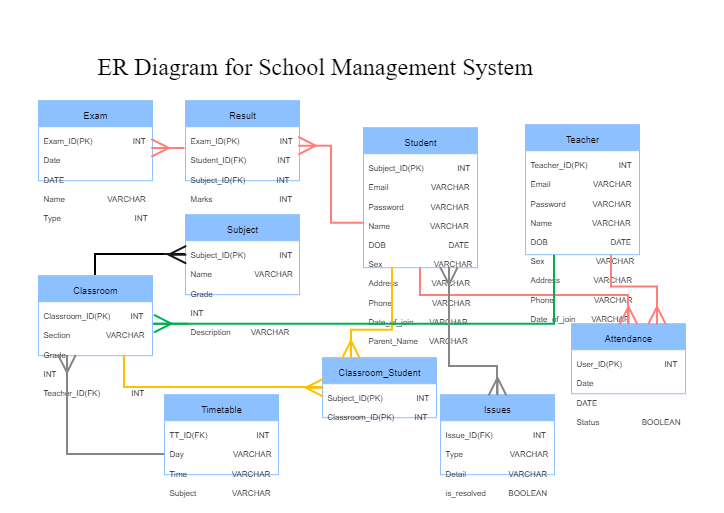 ER Diagram for School Management System
Exam
Exam_ID(PK) INT
Date
DATE
Name VARCHAR
Type INT
Result
Exam_ID(PK) INT
Student_ID(FK) INT
Subject_ID(FK) INT
Marks INT
Student
Subject_ID(PK) INT
Email VARCHAR
Password VARCHAR
Name VARCHAR
DOB DATE
Sex VARCHAR
Address VARCHAR
Phone VARCHAR
Date_of_join VARCHAR
Parent_Name VARCHAR
Teacher
Teacher_ID(PK) INT
Email VARCHAR
Password VARCHAR
Name VARCHAR
DOB DATE
Sex VARCHAR
Address VARCHAR
Phone VARCHAR
Date_of_join VARCHAR
Subject
Subject_ID(PK) INT
Name VARCHAR
Grade
INT
Description VARCHAR
Classroom
Classroom_ID(PK) INT
Section VARCHAR
Grade
INT
Teacher_ID(FK) INT
Attendance
User_ID(PK) INT
Date
DATE
Status BOOLEAN
Classroom_Student
Subject_ID(PK) INT
Classroom_ID(PK) INT
Timetable
TT_ID(FK) INT
Day VARCHAR
Time VARCHAR
Subject VARCHAR
Issues
Issue_ID(FK) INT
Type VARCHAR
Detail VARCHAR
is_resolved BOOLEAN